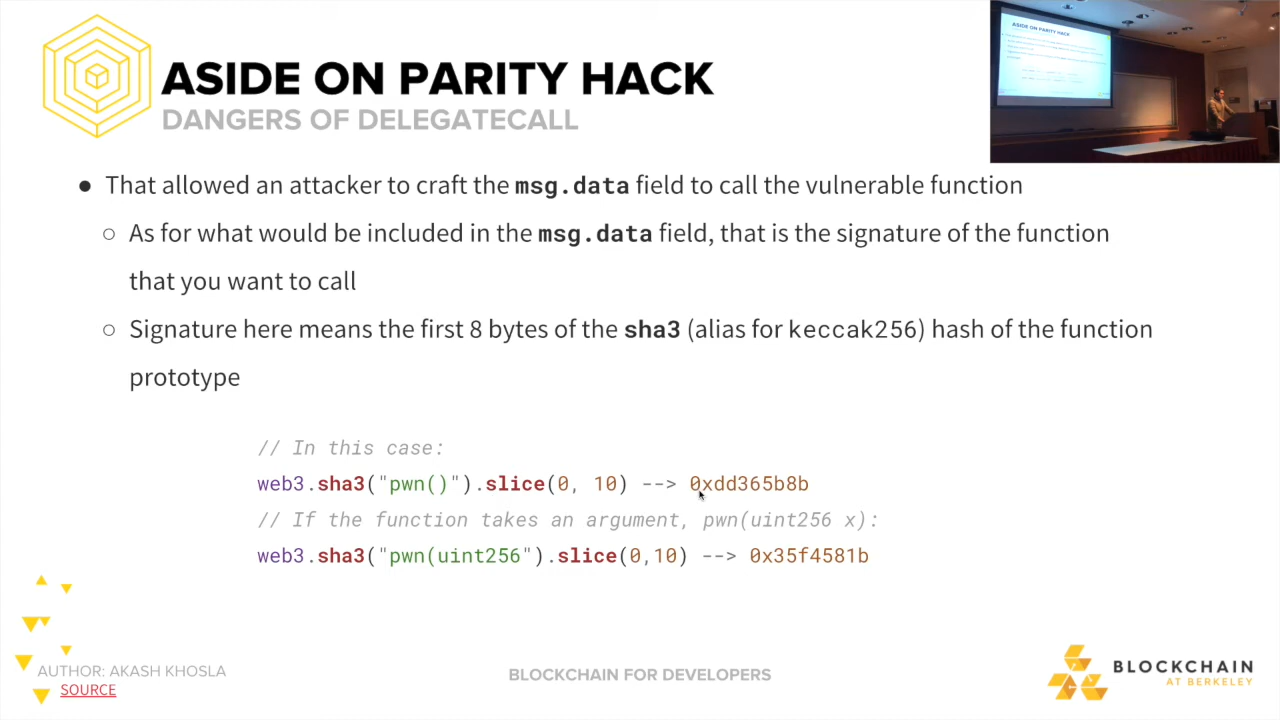 ASIDE ON PARITY HACK
DANGERS OF DELEGATECALL
ASIDE ON PARITY HACK
● That allowed an attacker to craft the msg.data field to call the vulnerable function
○ As for what would be included in the msg.data field, that is the signature of the function
that you want to call
○ Signature here means the first 8 bytes of the sha3 (alias for keccak256) hash of the function
prototype
// In this case:
web3.sha3("pwn()").slice(0, 10) --> 0xdd365b8b
// If the function takes an argument, pwn(uint256 x):
web3.sha3("pwn(uint256").slice(0,10) --> 0x35f4581b
AUTHOR: AKASH KHOSLA
SOURCE
BLOCKCHAIN FOR DEVELOPERS
BLOCKCHAIN
AT BERKELEY